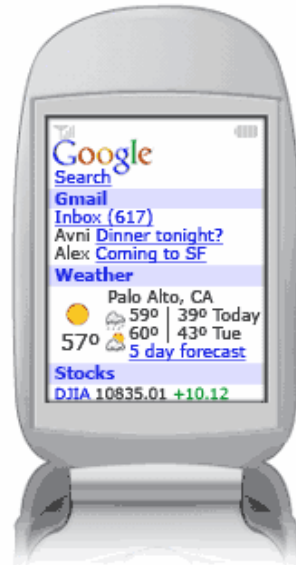 Google
Search
Gmail
Inbox (617)
Avni Dinner tonight?
Alex Coming to SF
Weather
Palo Alto, CA
57º
59º | 39º Today
60º | 43º Tue
5 day forecast
Stocks
DJIA 10835.01 +10.12